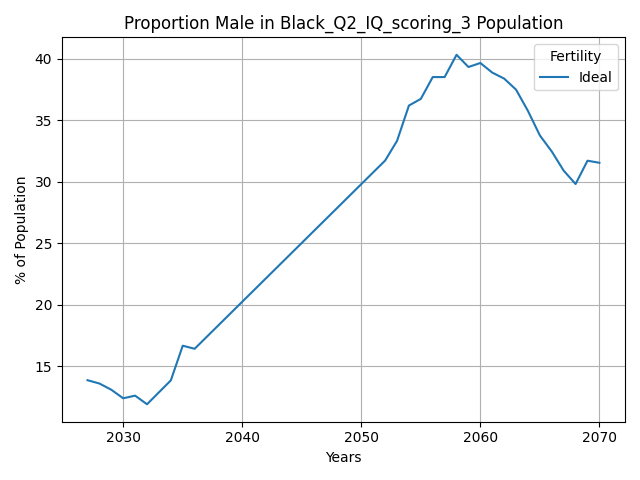 Proportion Male in Black_Q2_IQ_scoring_3 Population
Fertility
Ideal
40
35
30
25
20
15
% of Population
2030
2040
2050
2060
2070
Years